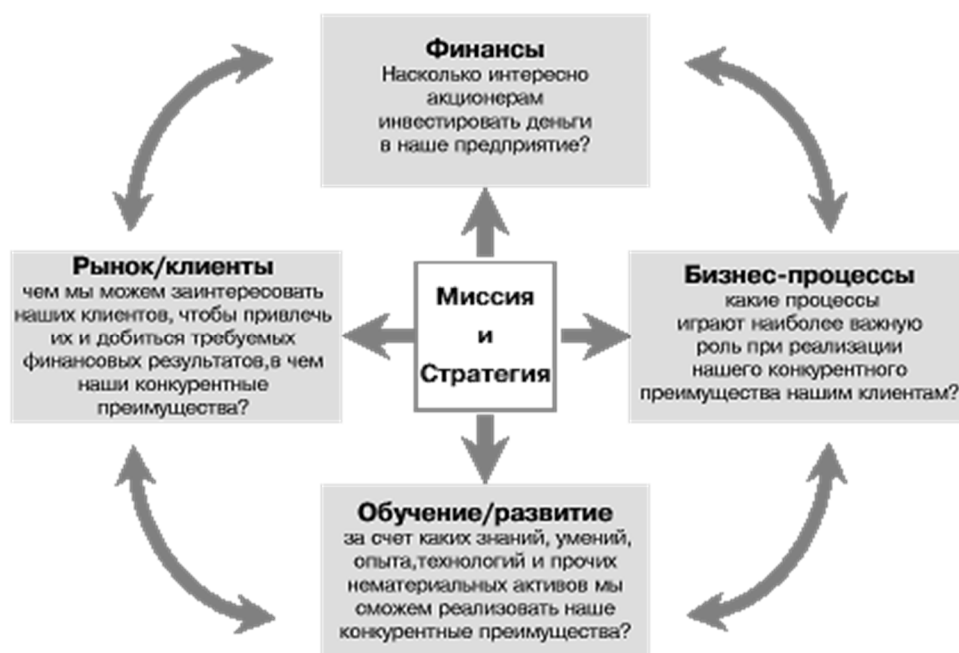 Финансы
Насколько интересно
акционерам
инвестировать деньги
в наше предприятие?
Рынок/клиенты
чем мы можем заинтересовать
наших клиентов, чтобы привлечь
их и добиться требуемых
финансовых результатов,в чем
наши конкурентные
преимущества?
Миссия
и
Стратегия
Бизнес-процессы
какие процессы
играют наиболее важную
роль при реализации
нашего конкурентного
преимущества нашим клиентам?
Обучение/развитие
за счет каких знаний, умений,
опыта,технологий и прочих
нематериальных активов мы
сможем реализовать наше
конкурентные преимущества?